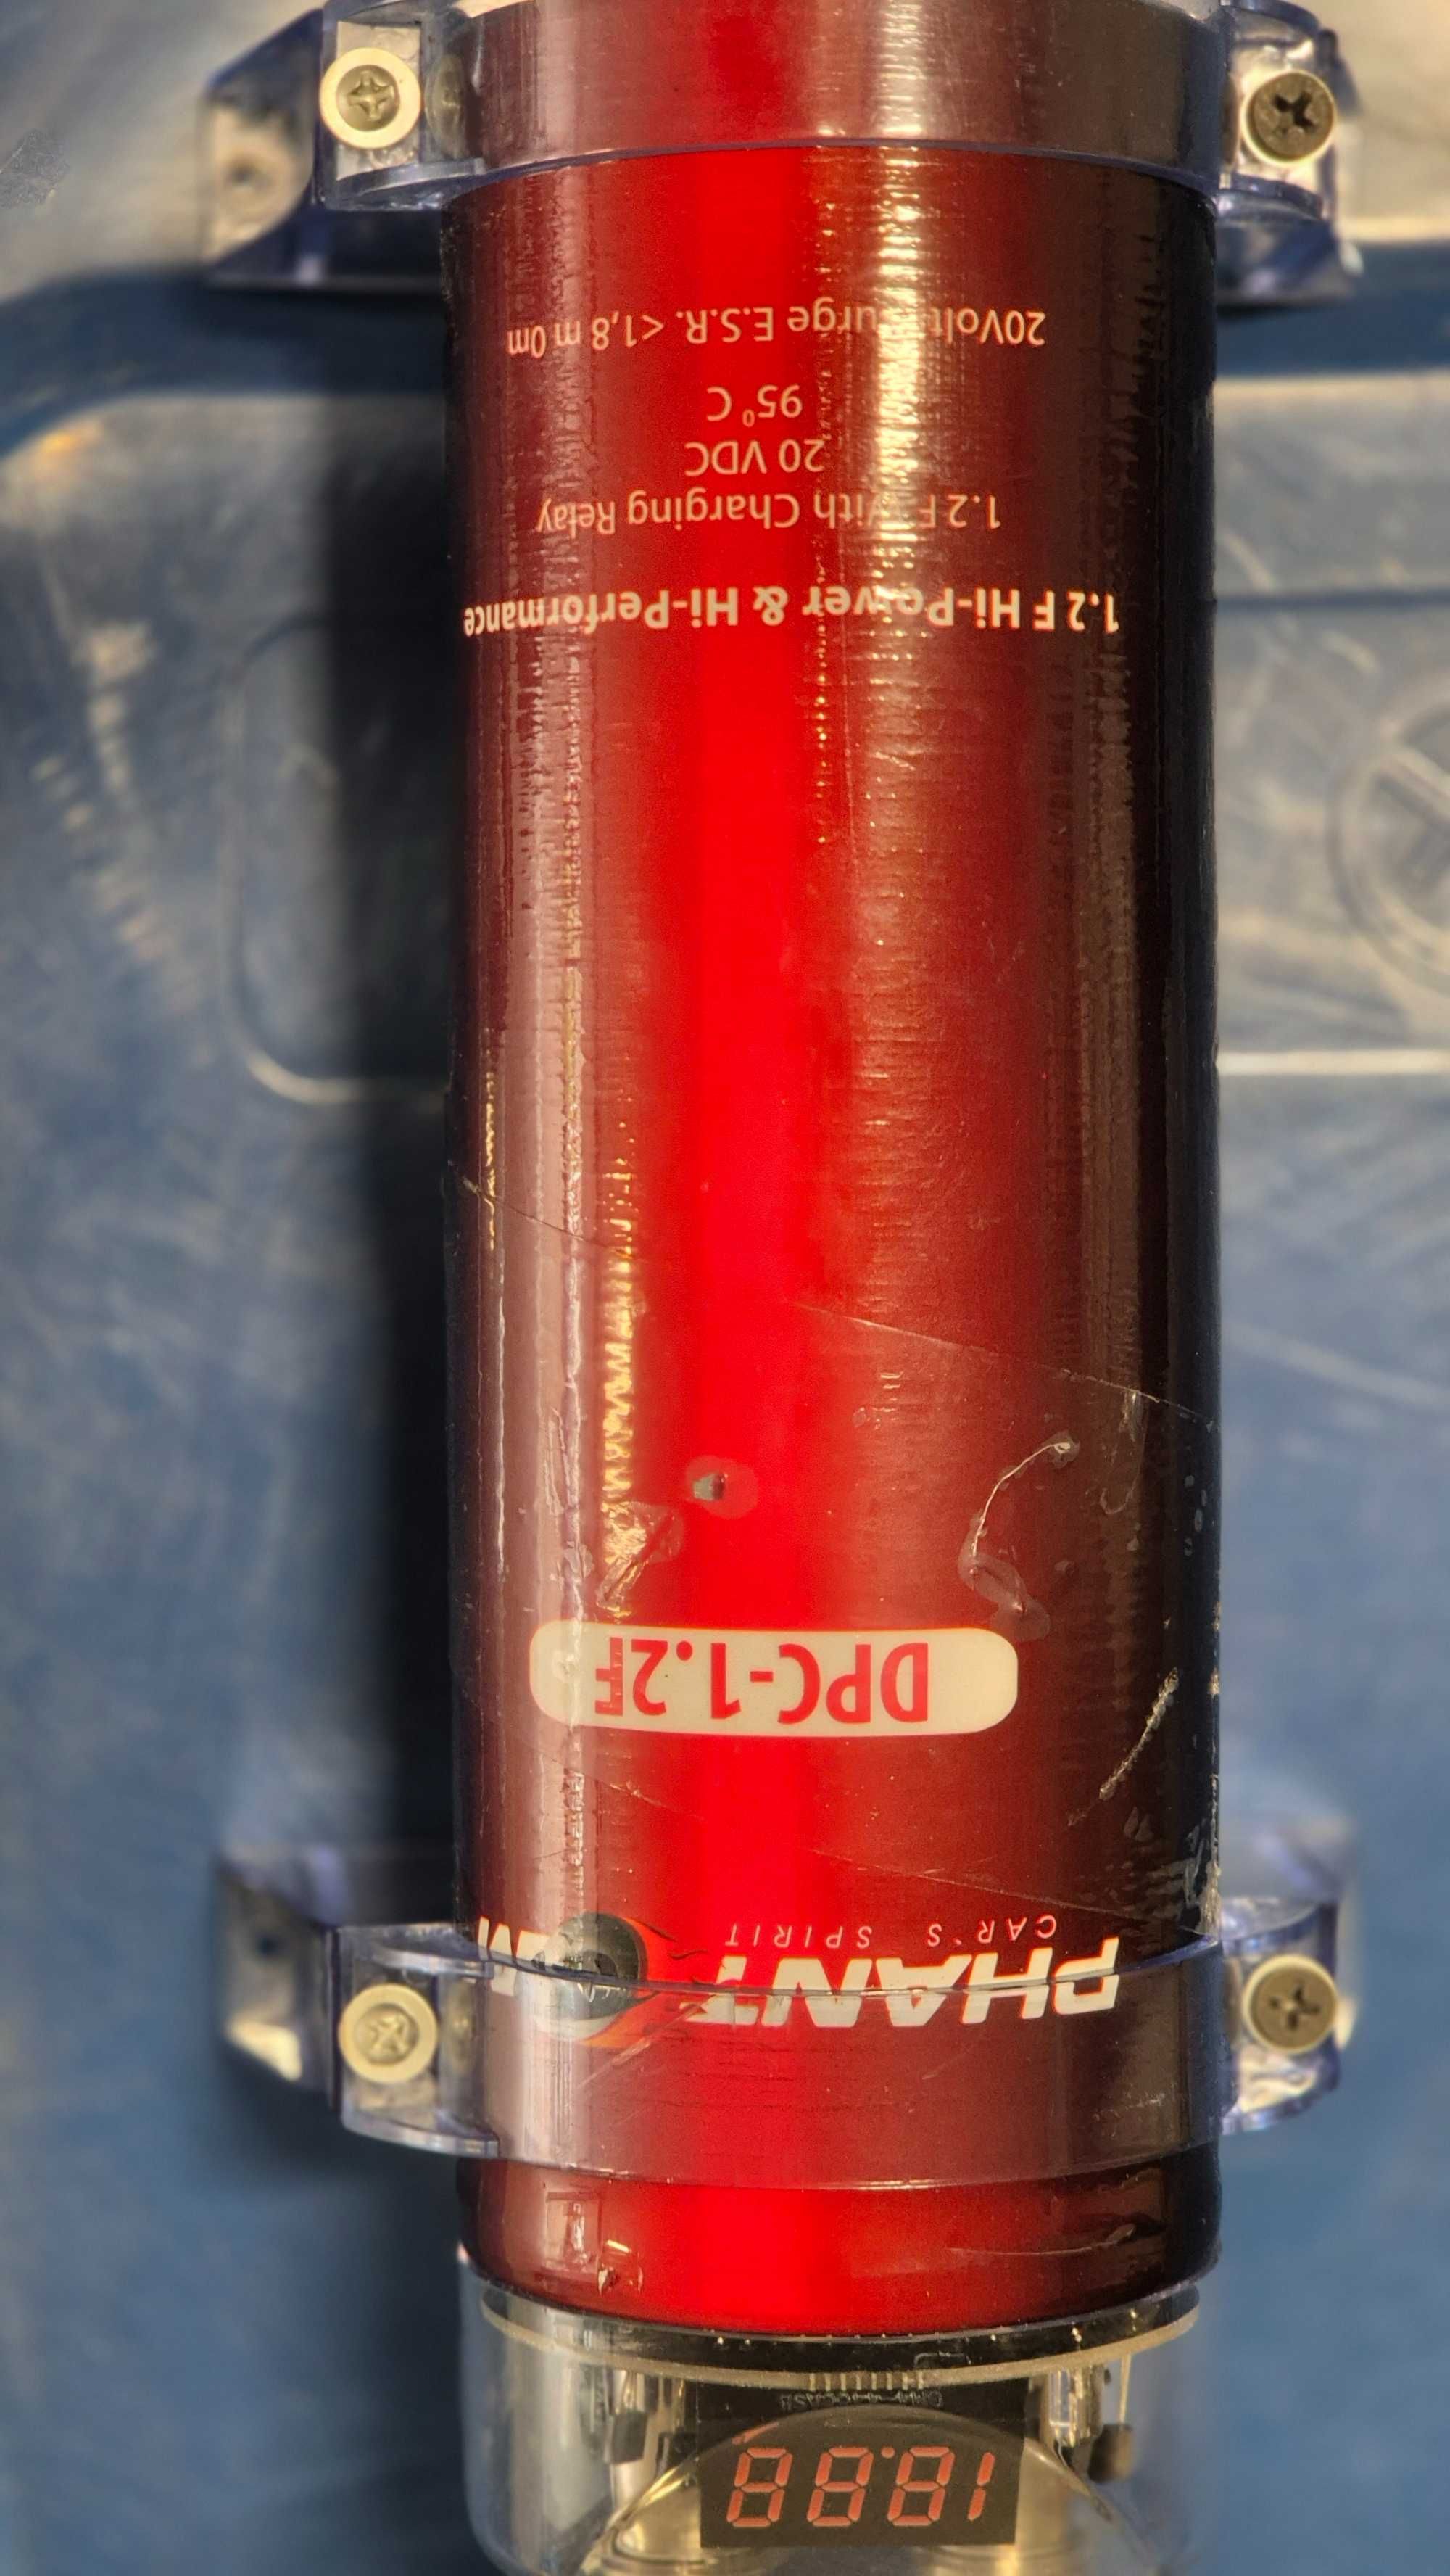 18.88
PHANTOM
CAR'S SPIRIT
DPC-1.2F
1.2 F Hi-Power & Hi-Performance
1.2 F With Charging Relay
20 VDC
95° C
20Volt Surge E.S.R. <1,8 m 0m